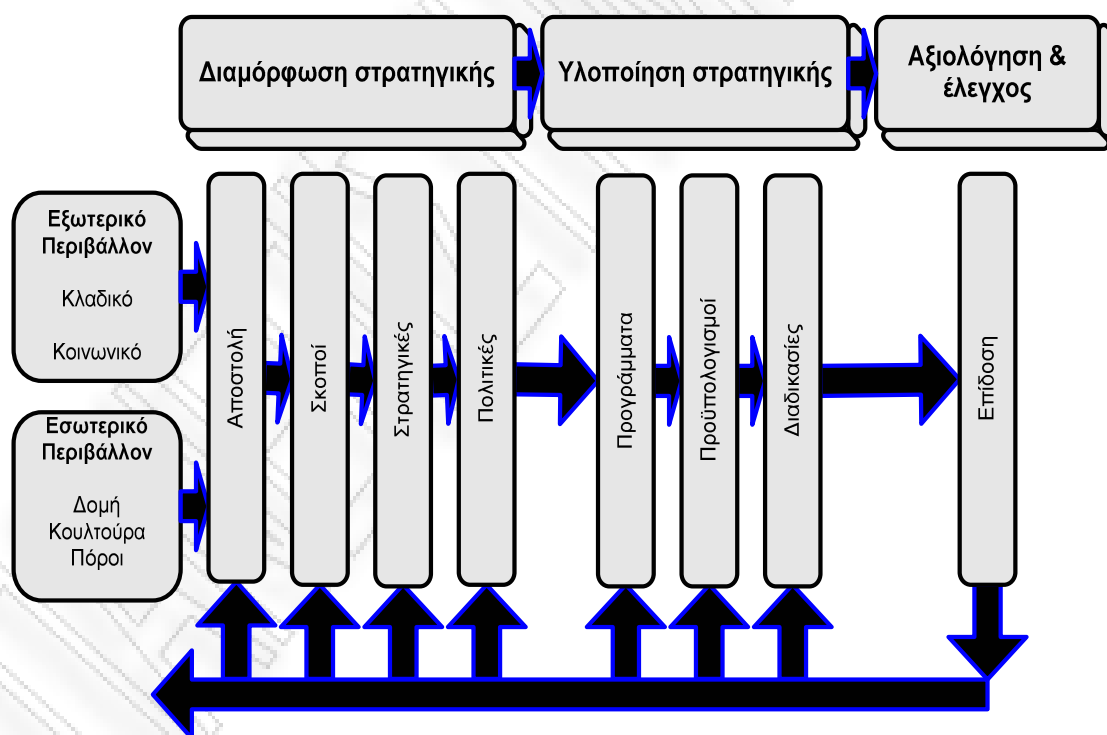 Διαμόρφωση στρατηγικής
Υλοποίηση στρατηγικής
Αξιολόγηση &
έλεγχος
Εξωτερικό
Περιβάλλον
Κλαδικό
Κοινωνικό
Εσωτερικό
Περιβάλλον
Δομή
Κουλτούρα
Πόροι
Αποστολή
Σκοποί
Στρατηγικές
Πολιτικές
Προγράμματα
Προϋπολογισμοί
Διαδικασίες
Επίδοση